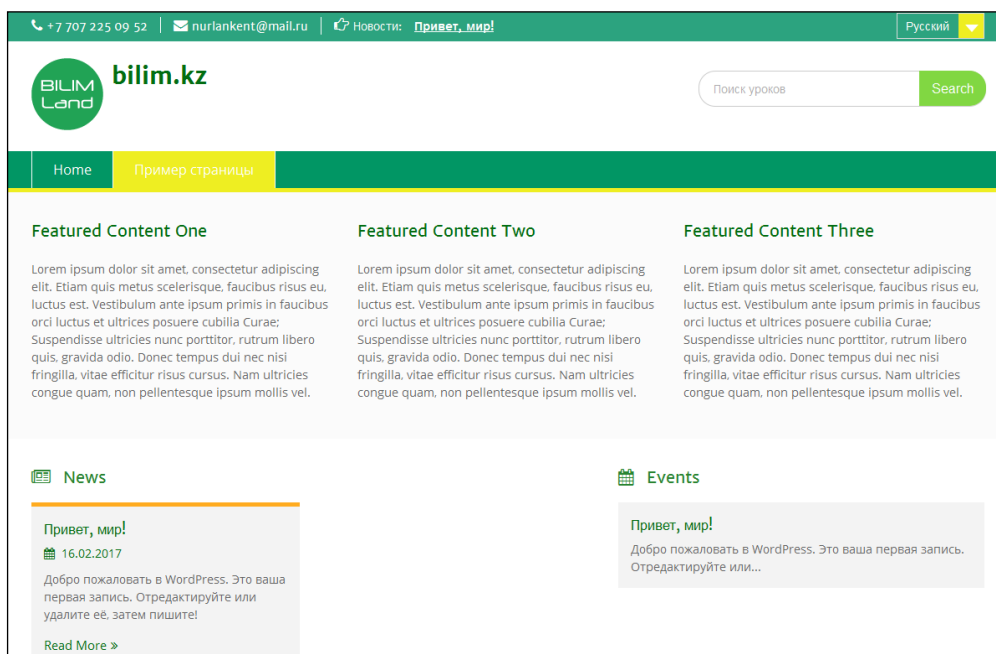 +7 707 225 09 52 nurlankent@mail.ru Новости: Привет, мир! Русский
BILIM
Land
bilim.kz
Поиск уроков Search
Home Пример страницы
Featured Content One
Lorem ipsum dolor sit amet, consectetur adipiscing
elit. Etiam quis metus scelerisque, faucibus risus eu,
luctus est. Vestibulum ante ipsum primis in faucibus
orci luctus et ultrices posuere cubilia Curae;
Suspendisse ultricies nunc porttitor, rutrum libero
quis, gravida odio. Donec tempus dui nec nisi
fringilla, vitae efficitur risus cursus. Nam ultricies
congue quam, non pellentesque ipsum mollis vel.
Featured Content Two
Lorem ipsum dolor sit amet, consectetur adipiscing
elit. Etiam quis metus scelerisque, faucibus risus eu,
luctus est. Vestibulum ante ipsum primis in faucibus
orci luctus et ultrices posuere cubilia Curae;
Suspendisse ultricies nunc porttitor, rutrum libero
quis, gravida odio. Donec tempus dui nec nisi
fringilla, vitae efficitur risus cursus. Nam ultricies
congue quam, non pellentesque ipsum mollis vel.
Featured Content Three
Lorem ipsum dolor sit amet, consectetur adipiscing
elit. Etiam quis metus scelerisque, faucibus risus eu,
luctus est. Vestibulum ante ipsum primis in faucibus
orci luctus et ultrices posuere cubilia Curae;
Suspendisse ultricies nunc porttitor, rutrum libero
quis, gravida odio. Donec tempus dui nec nisi
fringilla, vitae efficitur risus cursus. Nam ultricies
congue quam, non pellentesque ipsum mollis vel.
News
Привет, мир!
16.02.2017
Добро пожаловать в WordPress. Это ваша
первая запись. Отредактируйте или
удалите её, затем пишите!
Read More »
Events
Привет, мир!
Добро пожаловать в WordPress. Это ваша первая запись.
Отредактируйте или...